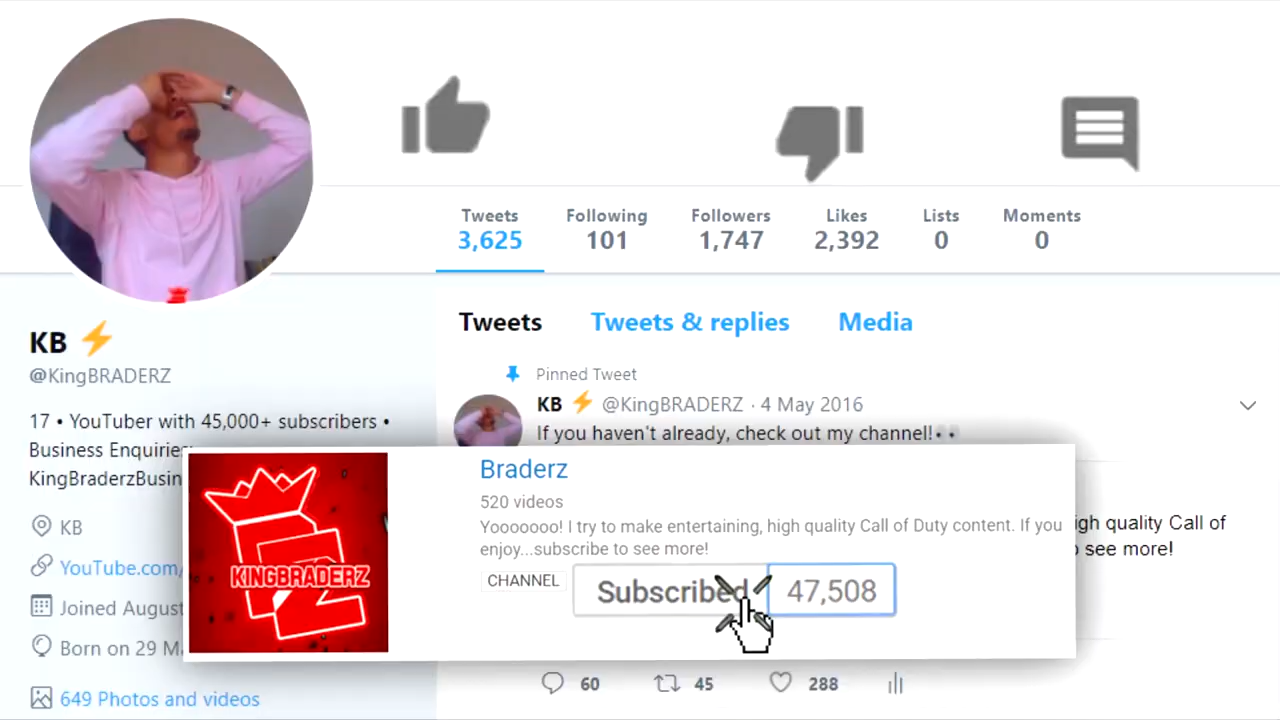 Tweets Following Followers Likes Lists Moments
3,625 101 1,747 2,392 0 0
KB
@KingBRADERZ
17 • YouTuber with 45,000+ subscribers •
Business Enquiries
KingBraderzBusin
KB
YouTube.com/
Joined August
Born on 29 M
649 Photos and videos
Tweets Tweets & replies Media
Pinned Tweet
KB @KingBRADERZ · 4 May 2016
If you haven't already, check out my channel!
KINGBRADERZ
Braderz
520 videos
Yooooooo! I try to make entertaining, high quality Call of Duty content. If you
enjoy...subscribe to see more!
CHANNEL Subscribed 47,508
igh quality Call of
see more!
60 45 288